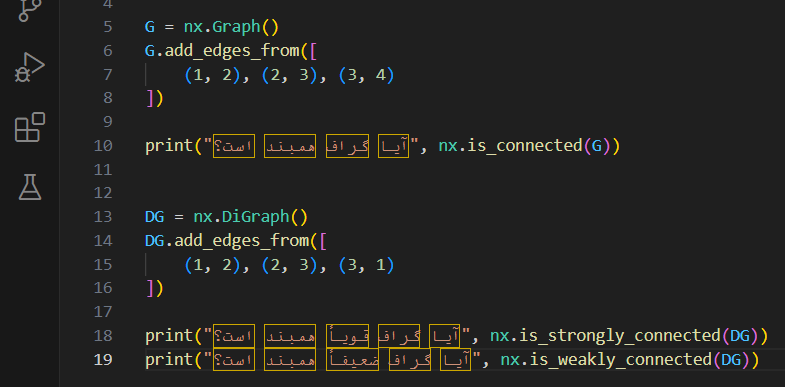 4
5 G = nx.Graph()
6 G.add_edges_from([
7     (1, 2), (2, 3), (3, 4)
8 ])
9
10 print("آیا گراف همبند است؟", nx.is_connected(G))
11
12
13 DG = nx.DiGraph()
14 DG.add_edges_from([
15     (1, 2), (2, 3), (3, 1)
16 ])
17
18 print("آیا گراف قویاً همبند است؟", nx.is_strongly_connected(DG))
19 print("آیا گراف ضعیفاً همبند است؟", nx.is_weakly_connected(DG))